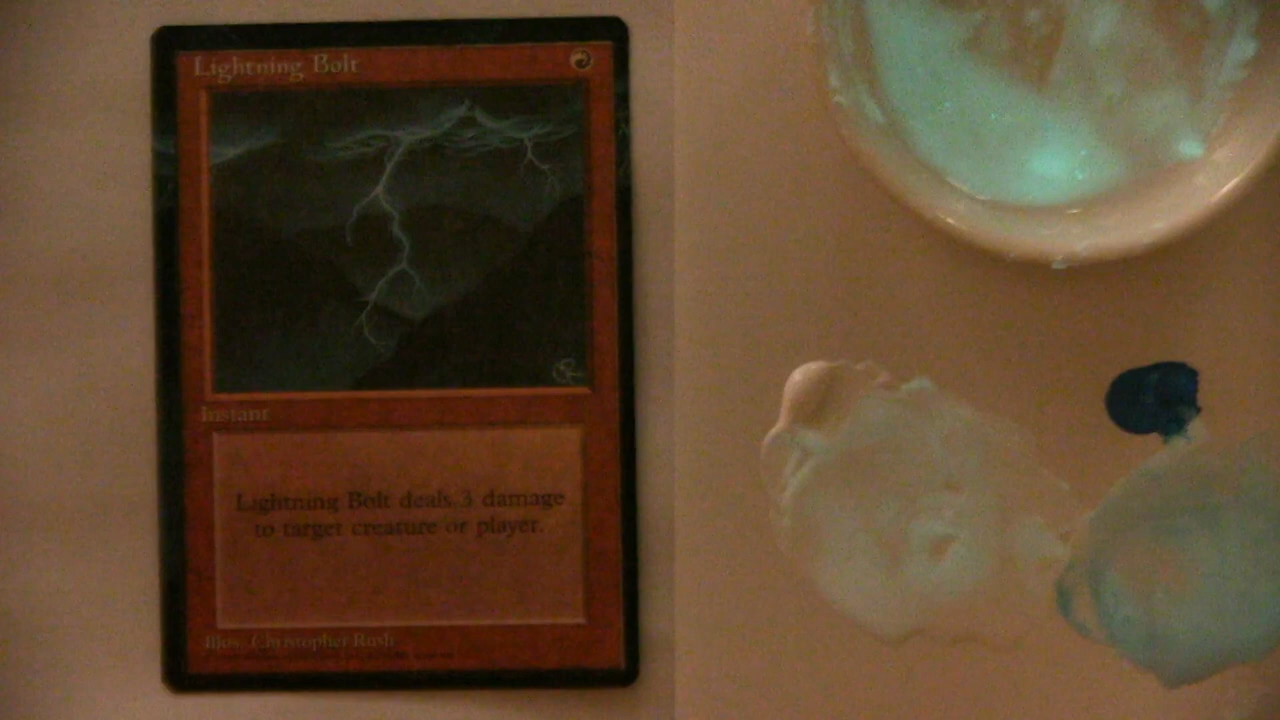 Lightning Bolt
Instant
Lightning Bolt deals 3 damage
to target creature or player.
Illus. Christopher Rush